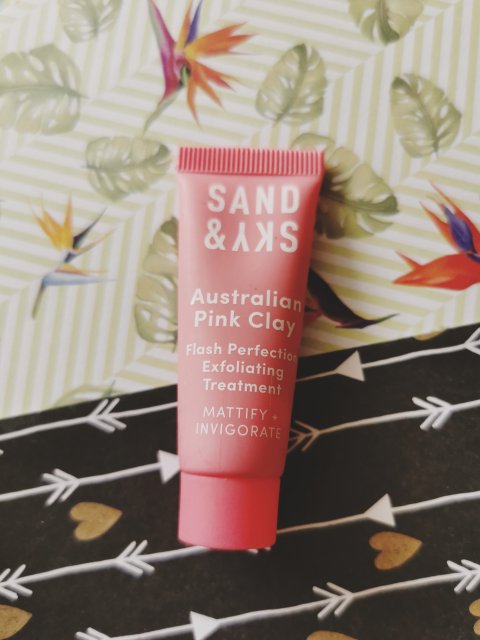 SAND
& SKY
Australian
Pink Clay
Flash Perfection
Exfoliating
Treatment
MATTIFY +
INVIGORATE